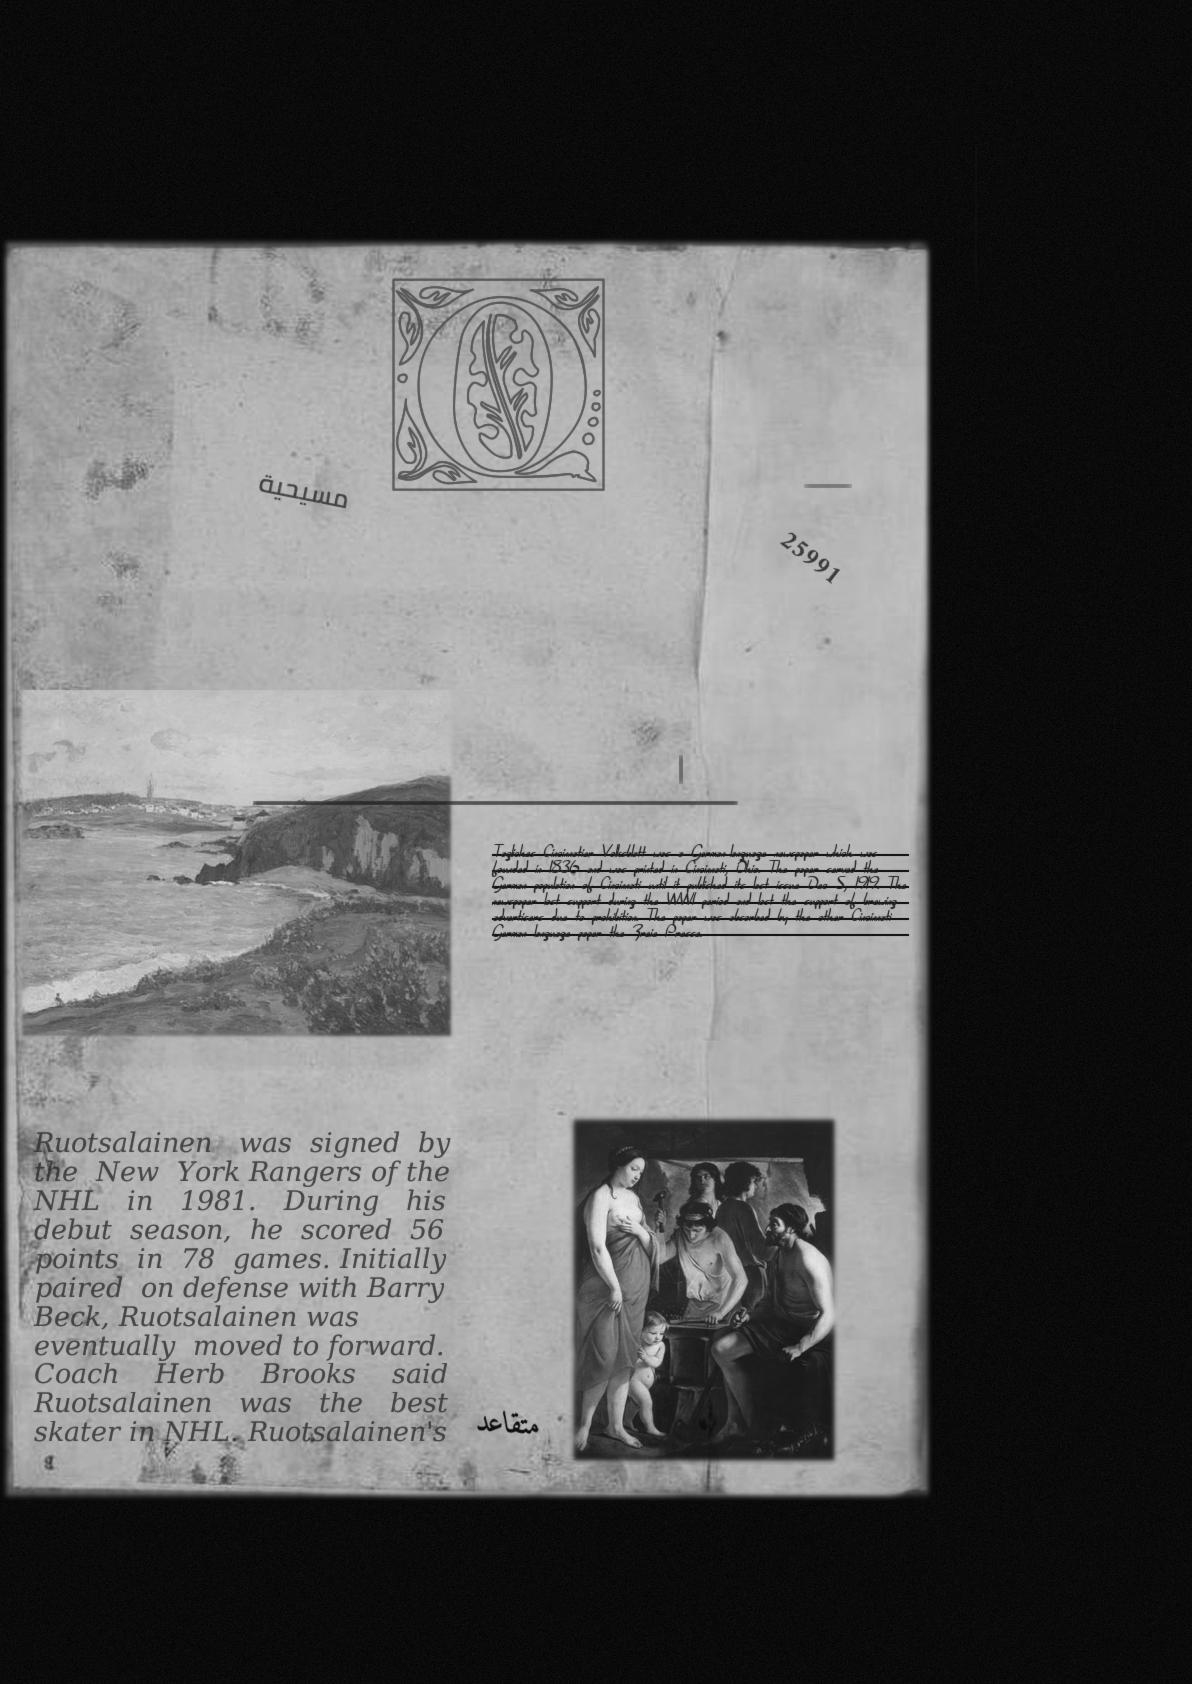 O
مسيحية
25991
Tagliches Cincinnatier Volksblatt was a German language newspaper which was
founded in 1836 and was printed in Cincinnati, Ohio. The paper served the
German population of Cincinnati until it published its last issue Dec 5, 1919. The
newspaper lost support during the WWI period and lost the support of brewing
advertisers due to prohibition. The paper was absorbed by the other Cincinnati
German language paper the Freie Presse.
Ruotsalainen was signed by
the New York Rangers of the
NHL in 1981. During his
debut season, he scored 56
points in 78 games. Initially
paired on defense with Barry
Beck, Ruotsalainen was
eventually moved to forward.
Coach Herb Brooks said
Ruotsalainen was the best
skater in NHL. Ruotsalainen's
متقاعد